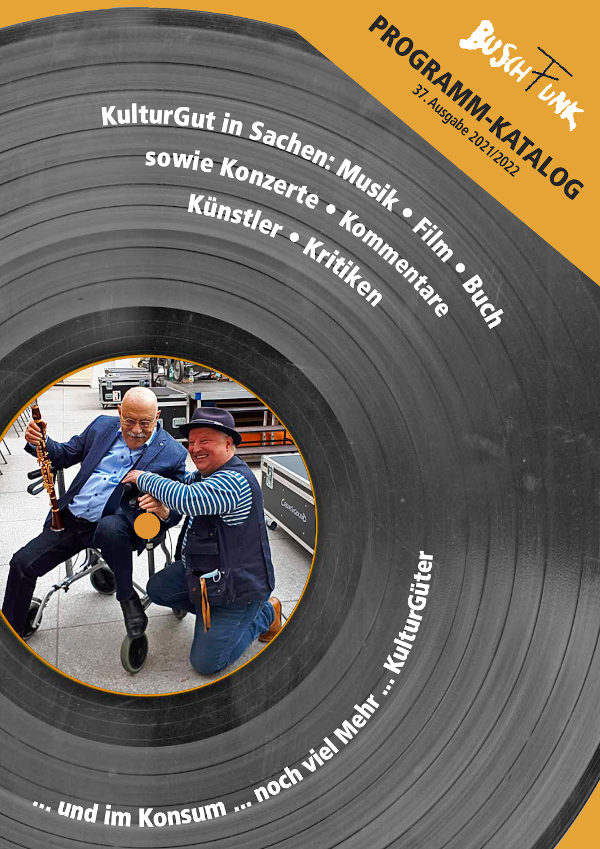 BUSCHFUNK
PROGRAMM-KATALOG
37. Ausgabe 2021/2022
KulturGut in Sachen: Musik • Film • Buch
sowie Konzerte • Kommentare
Künstler • Kritiken
... und im Konsum ... noch viel Mehr ... KulturGüter